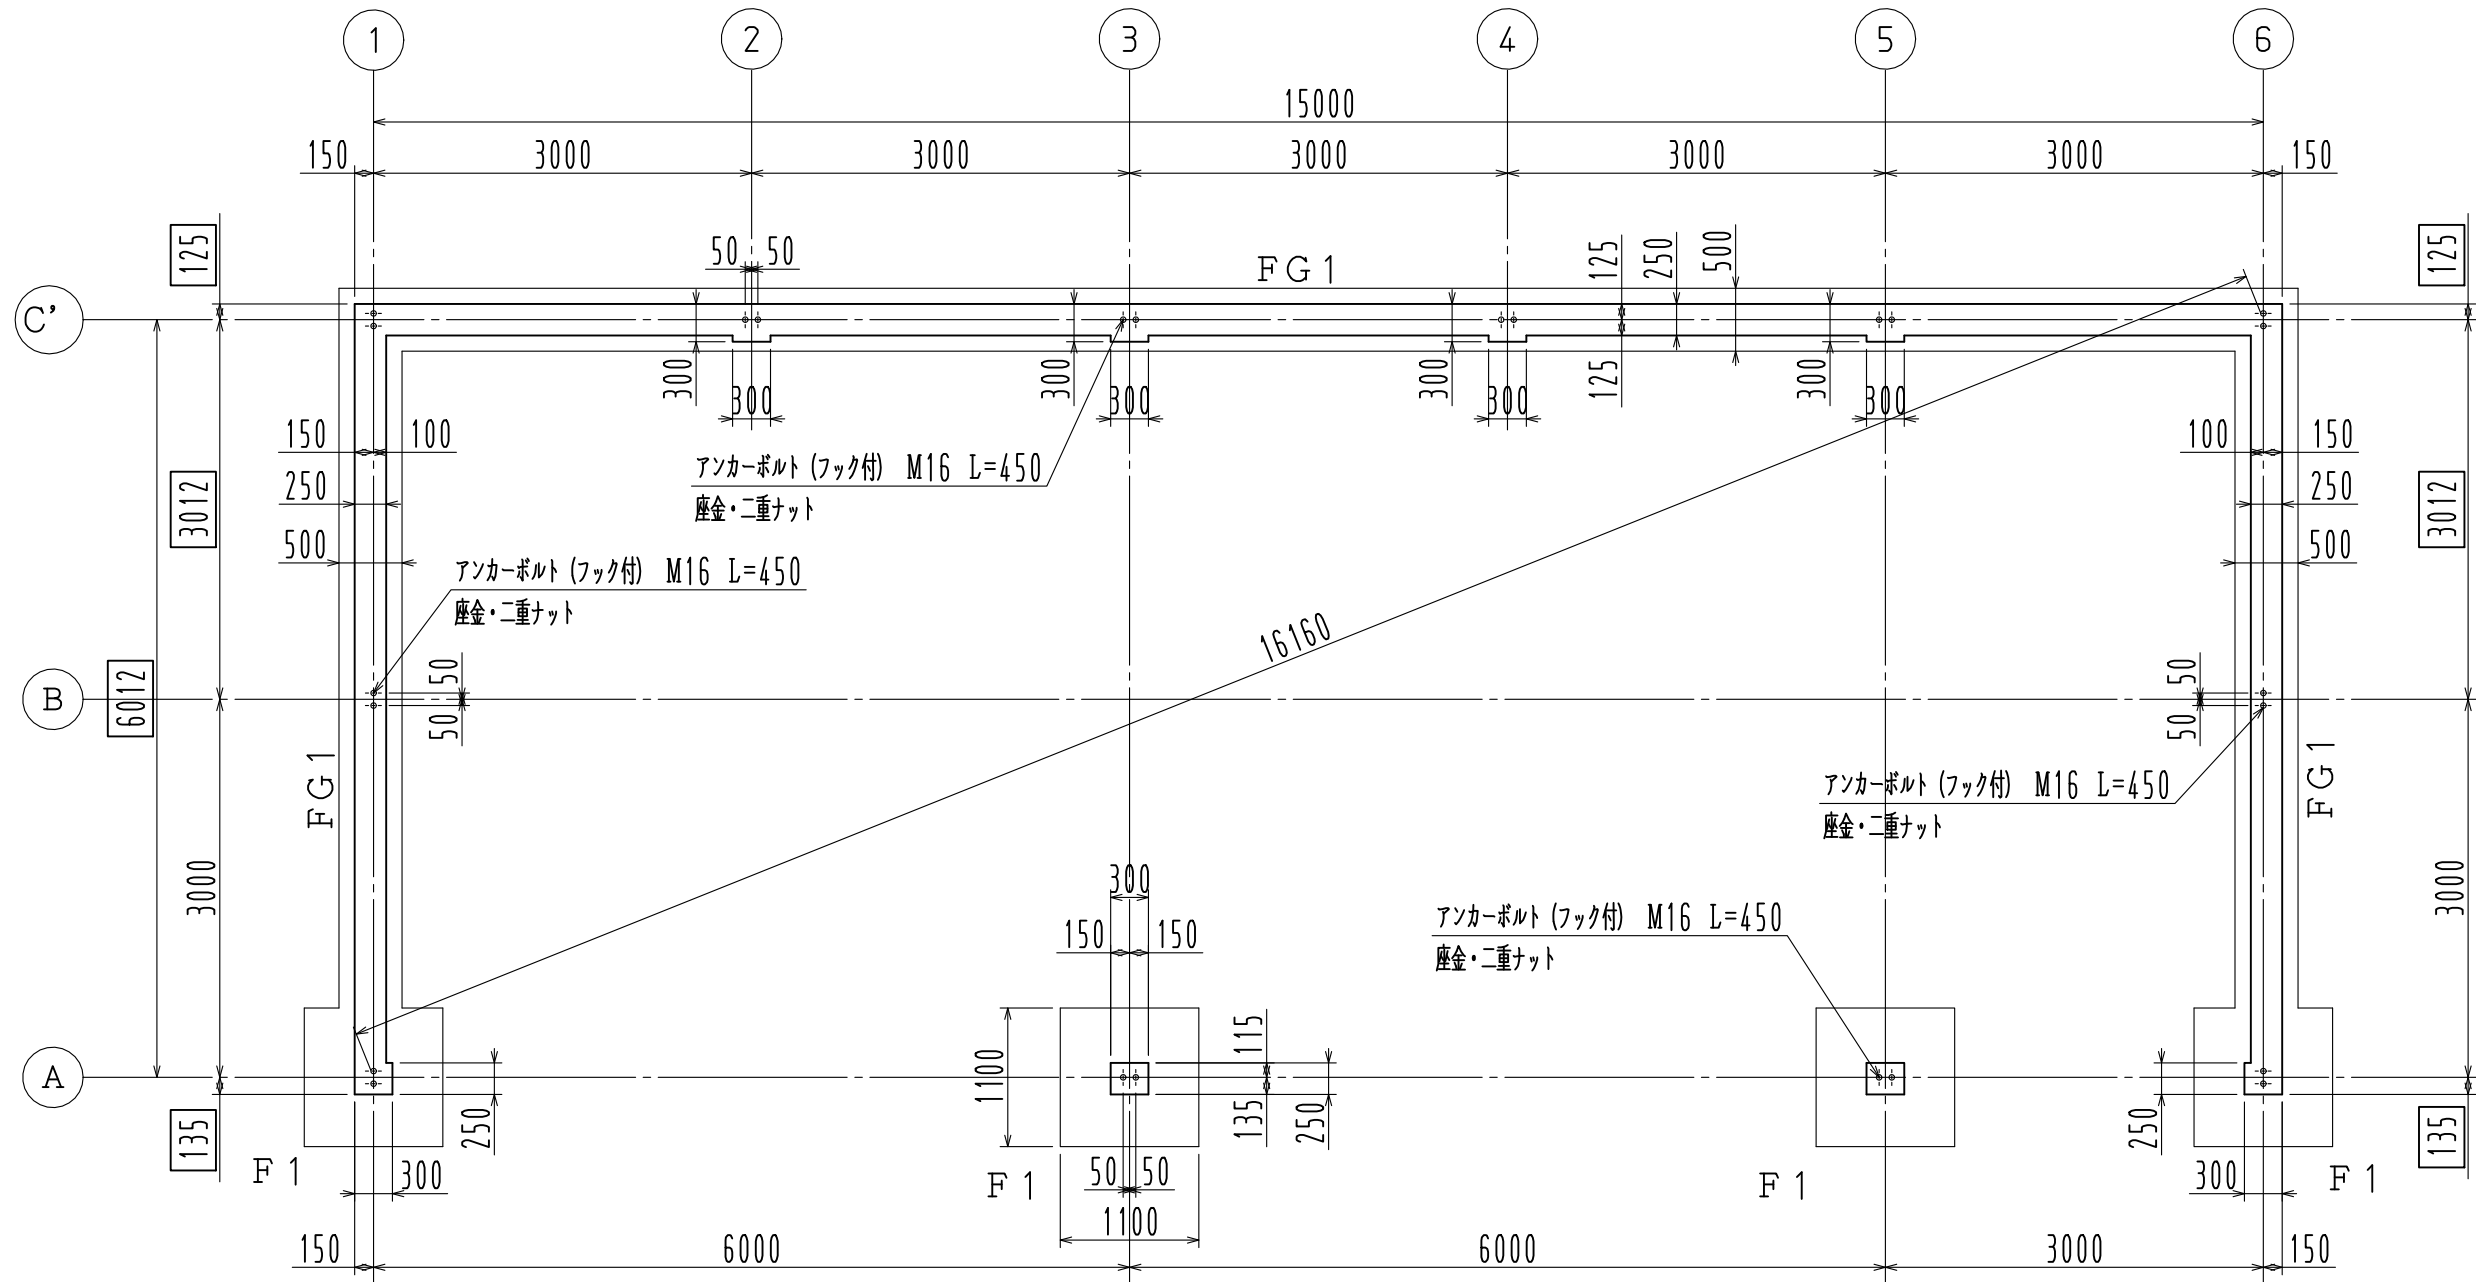 1 2 3 4 5 6
15000
150 3000 3000 3000 3000 3000 150
125 50 50 FG1 125 250 500 125
C'
300 300 300 300 300 300 125 300 300
150 100 100 150
アンカーボルト (フック付) M16 L=450
座金・二重ナット
3012 250 250 3012
500 500
アンカーボルト (フック付) M16 L=450
座金・二重ナット
16160
B
6012 50 50
50 50
FG1 FG1
アンカーボルト (フック付) M16 L=450
座金・二重ナット
3000 300 3000
アンカーボルト (フック付) M16 L=450
座金・二重ナット
150 150
1100 115
A
135 250 135 250 250 135
F1 300 F1 50 50 F1 300 F1
1100
150 6000 6000 3000 150